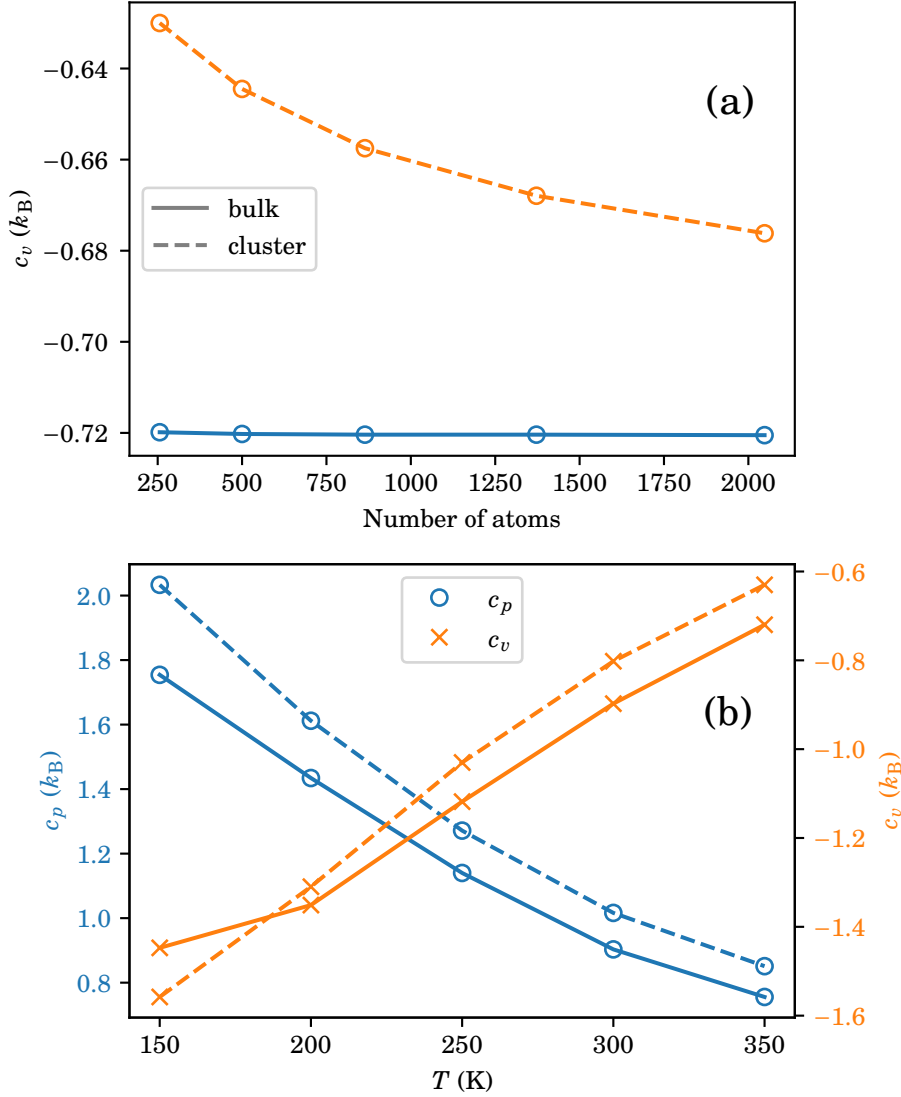 −0.64
−0.66
−0.68
−0.70
−0.72
c_v (k_B)
(a)
bulk
cluster
250 500 750 1000 1250 1500 1750 2000
Number of atoms
2.0
1.8
1.6
1.4
1.2
1.0
0.8
c_p (k_B)
c_p
c_v
(b)
−0.6
−0.8
−1.0
−1.2
−1.4
−1.6
c_v (k_B)
150 200 250 300 350
T (K)